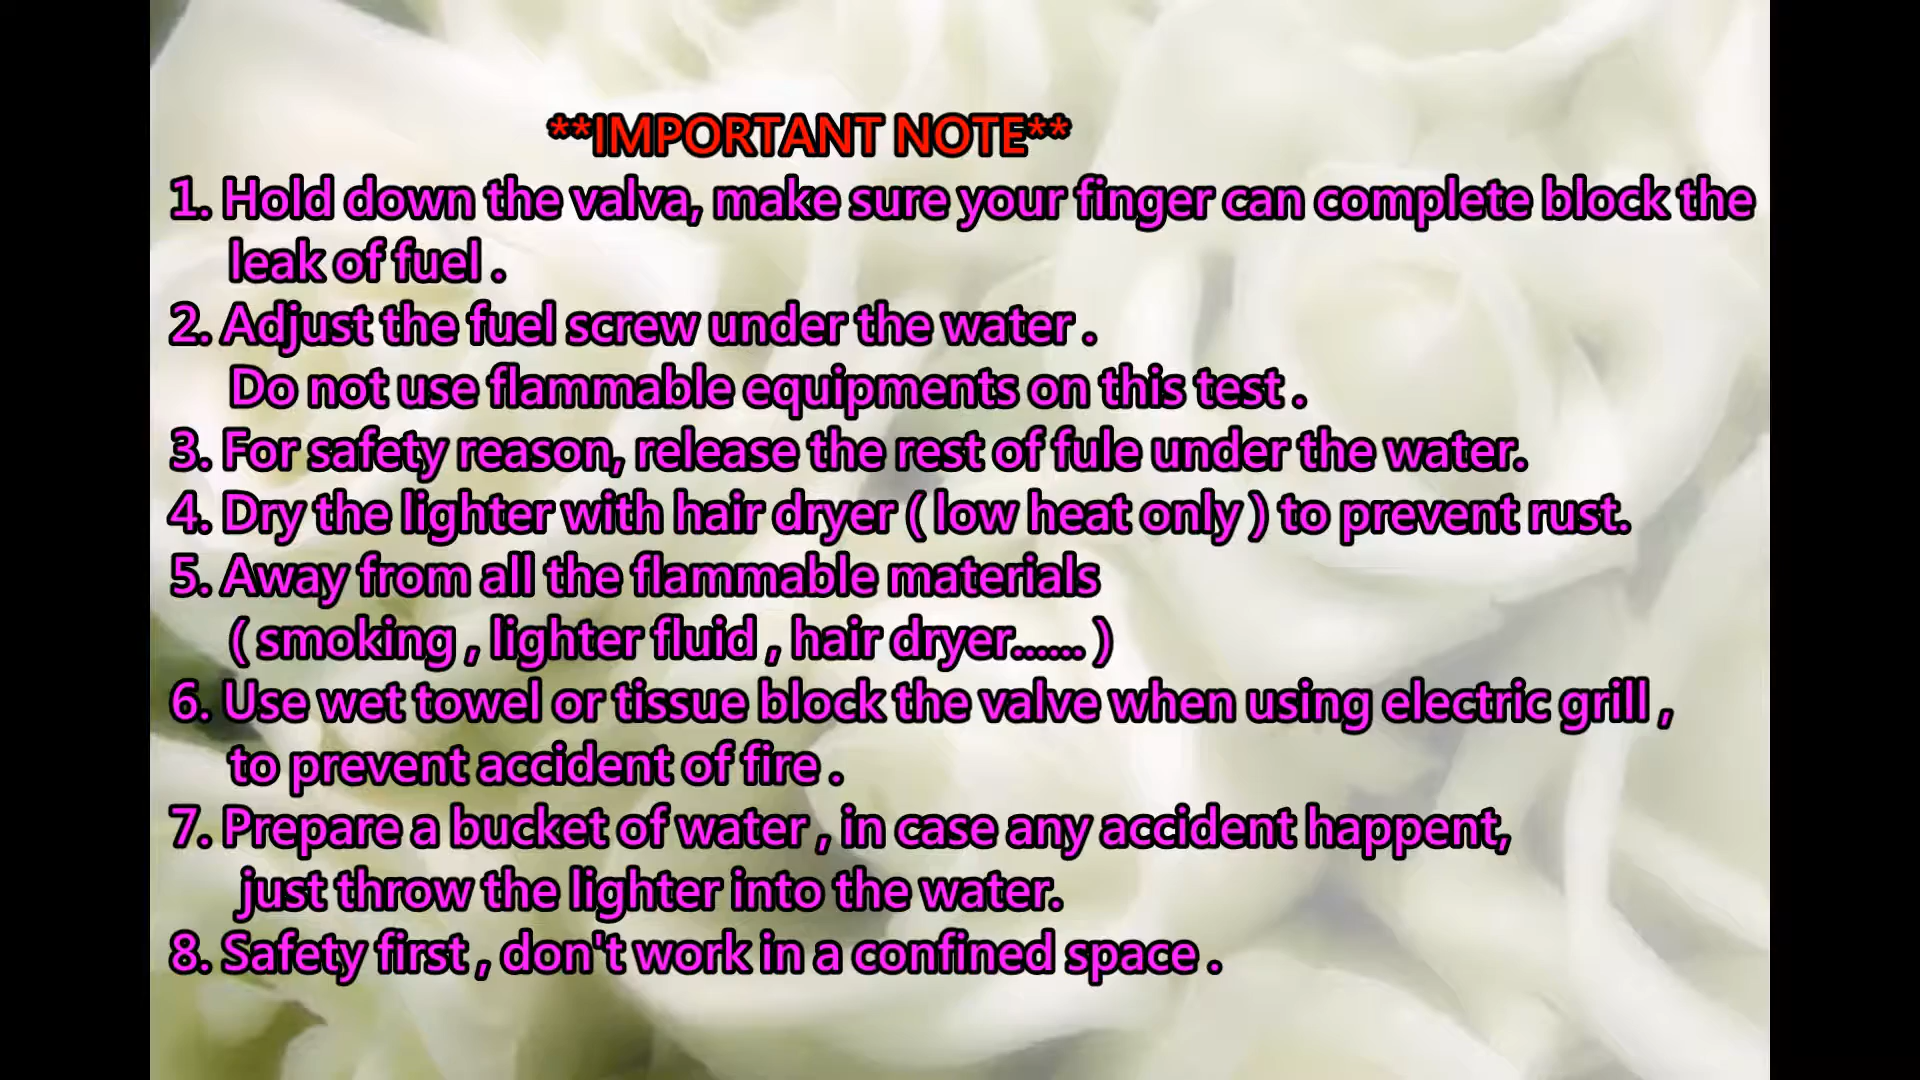 **IMPORTANT NOTE**
1. Hold down the valva, make sure your finger can complete block the
leak of fuel .
2. Adjust the fuel screw under the water .
Do not use flammable equipments on this test .
3. For safety reason, release the rest of fule under the water.
4. Dry the lighter with hair dryer ( low heat only ) to prevent rust.
5. Away from all the flammable materials
( smoking , lighter fluid , hair dryer...... )
6. Use wet towel or tissue block the valve when using electric grill ,
to prevent accident of fire .
7. Prepare a bucket of water , in case any accident happent,
just throw the lighter into the water.
8. Safety first , don't work in a confined space .